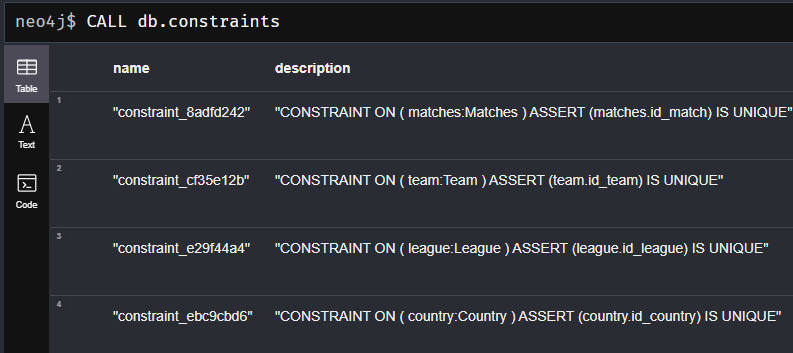 neo4j$ CALL db.constraints
name description
Table
1 "constraint_8adfd242" "CONSTRAINT ON ( matches:Matches ) ASSERT (matches.id_match) IS UNIQUE"
Text
2 "constraint_cf35e12b" "CONSTRAINT ON ( team:Team ) ASSERT (team.id_team) IS UNIQUE"
Code
3 "constraint_e29f44a4" "CONSTRAINT ON ( league:League ) ASSERT (league.id_league) IS UNIQUE"
4 "constraint_ebc9cbd6" "CONSTRAINT ON ( country:Country ) ASSERT (country.id_country) IS UNIQUE"